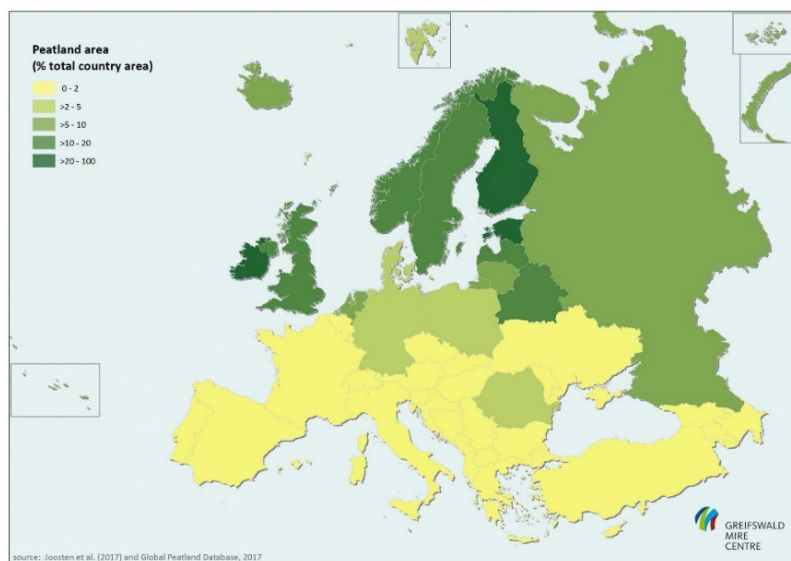 Peatland area
(% total country area)
0 - 2
>2 - 5
>5 - 10
>10 - 20
>20 - 100
GREIFSWALD
MIRE
CENTRE
source: Joosten et al. (2017) and Global Peatland Database, 2017